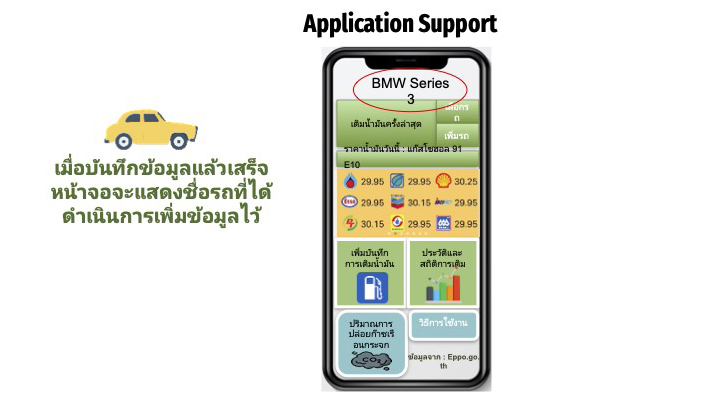 Application Support
BMW Series
3
เติมน้ำมันครั้งล่าสุด
เพิ่มรถ
ราคาน้ำมันวันนี้ : แก๊สโซฮอล 91
E10
29.95 29.95 30.25
Esso 29.95 30.15 29.95
30.15 29.95 29.95
เมื่อบันทึกข้อมูลแล้วเสร็จ
หน้าจอจะแสดงชื่อรถที่ได้
ดำเนินการเพิ่มข้อมูลไว้
เพิ่มบันทึก
การเติมน้ำมัน
ประวัติและ
สถิติการเติม
ปริมาณการ
ปล่อยก๊าซเรื
อนกระจก
CO2
วิธีการใช้งาน
ข้อมูลจาก : Eppo.go.
th